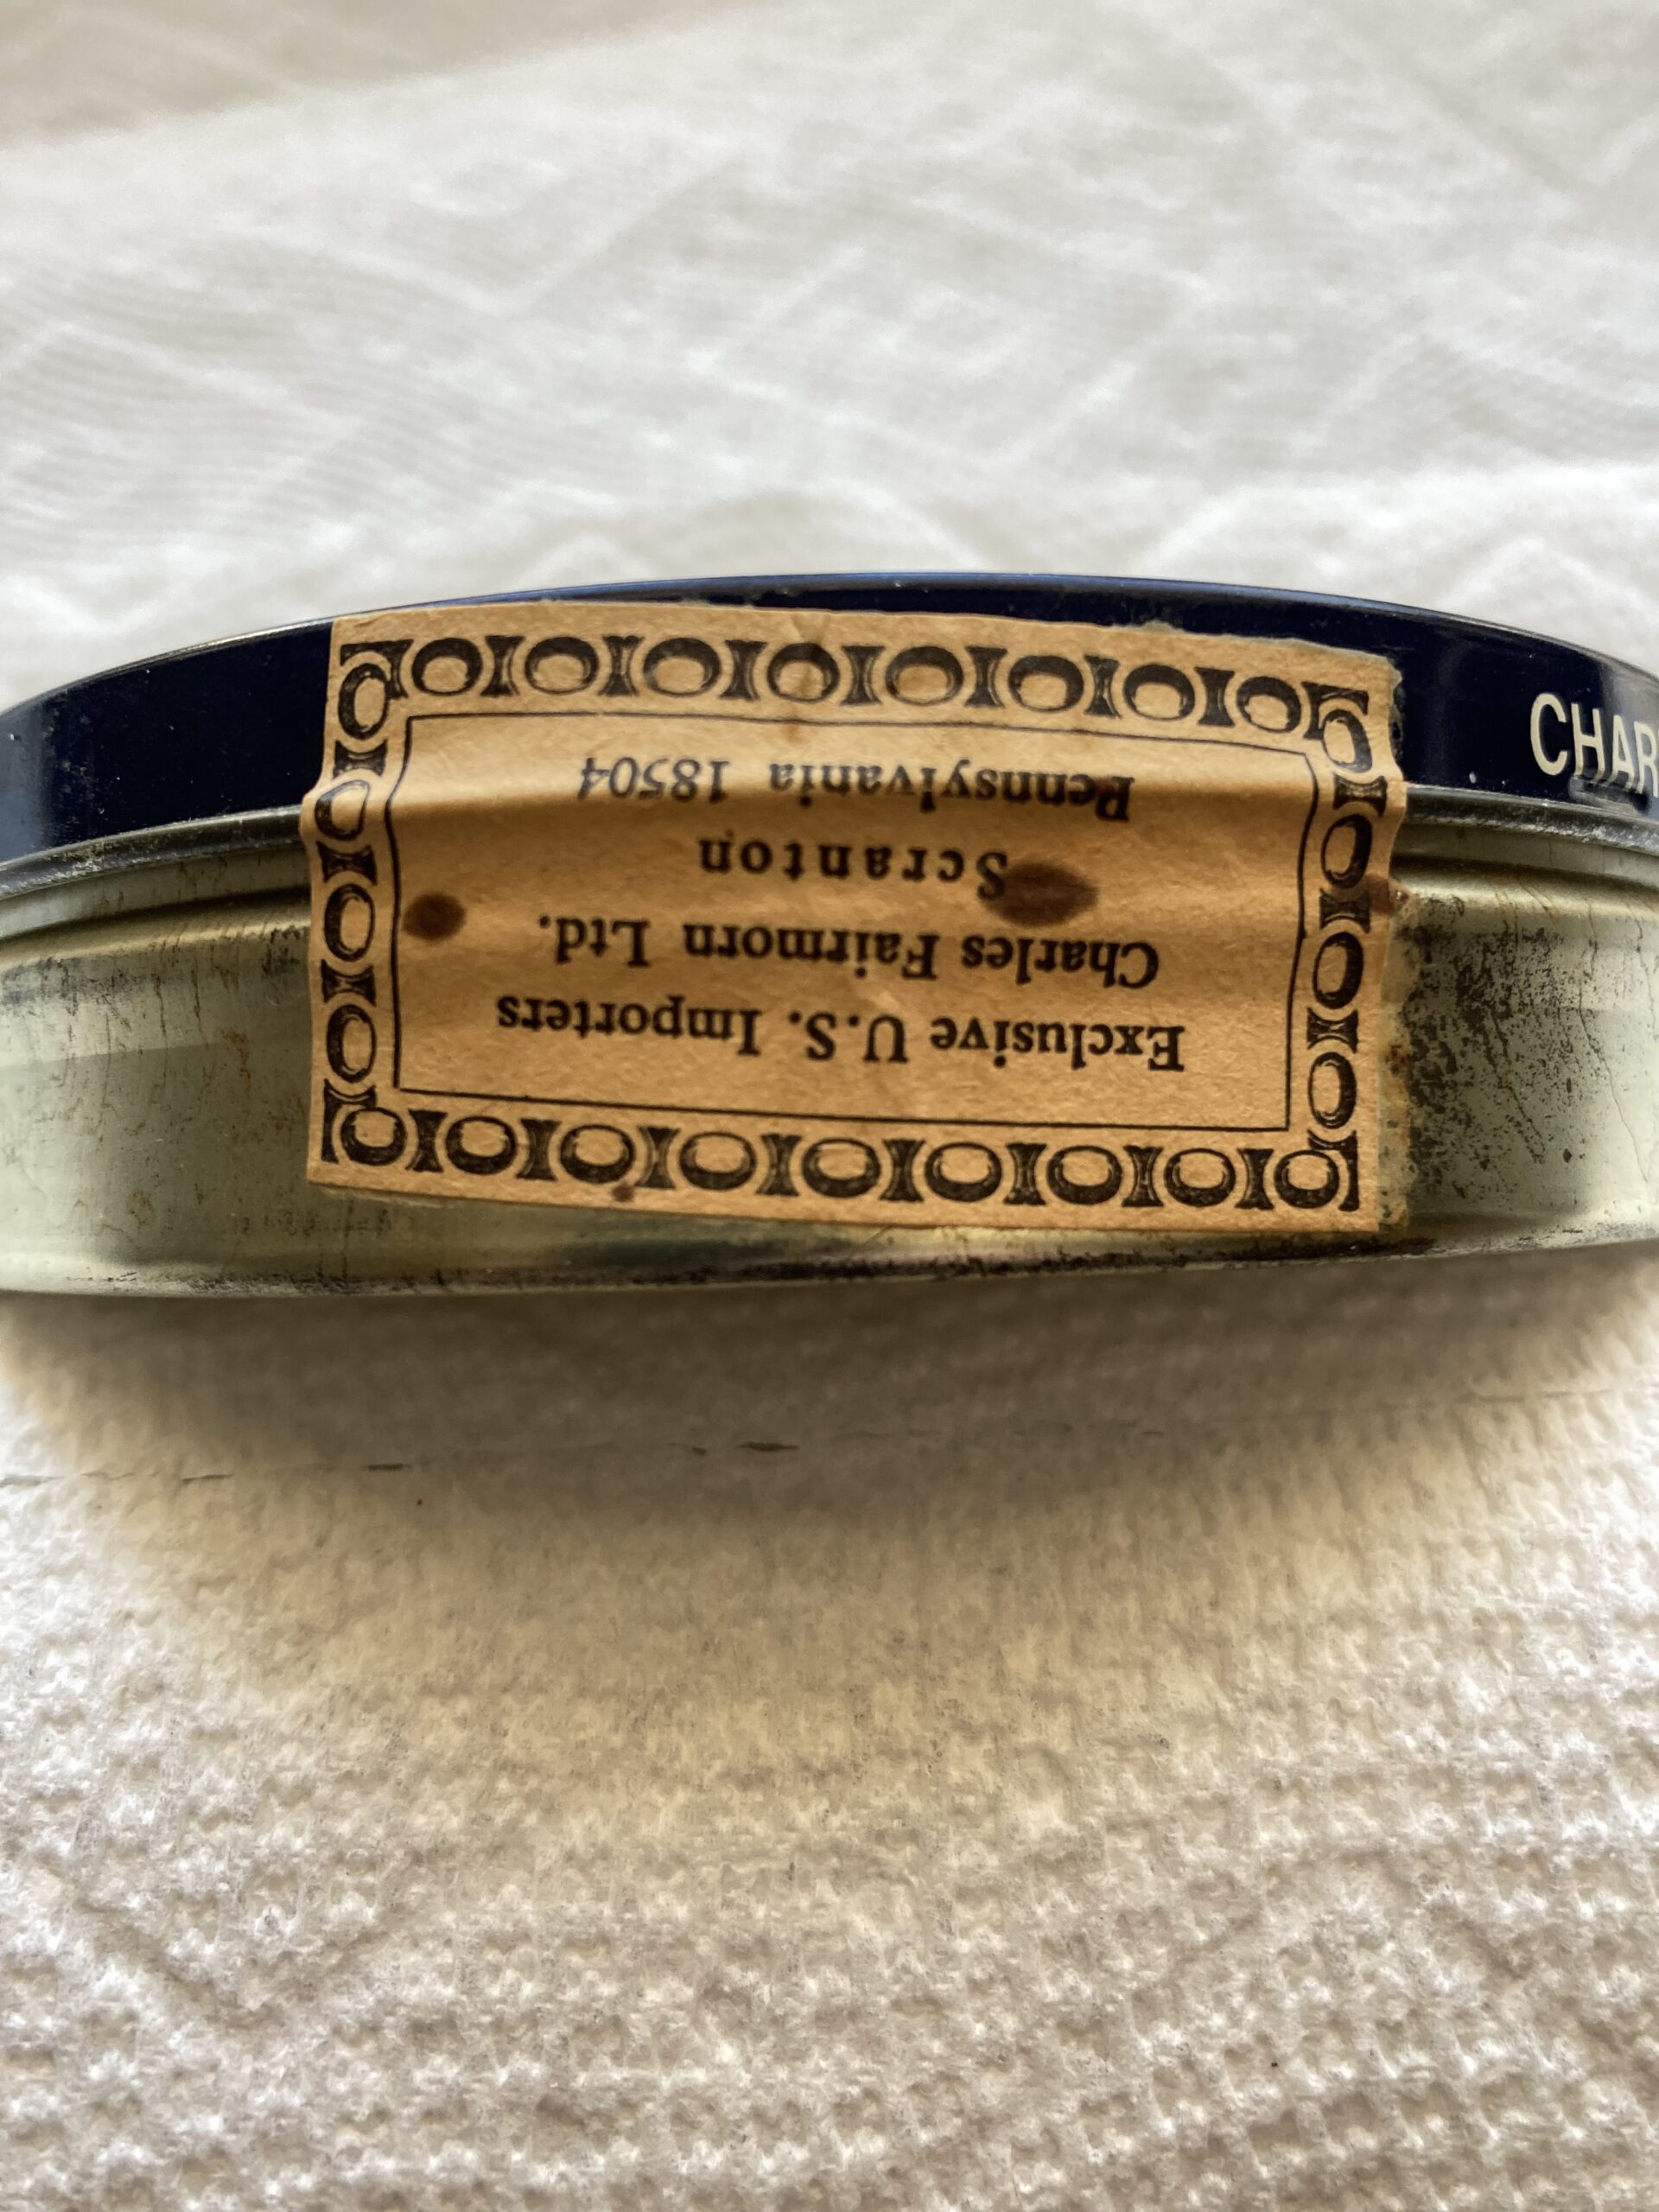 Exclusive U.S. Importers
Charles Fairmorn Ltd.
Scranton
Pennsylvania 18504
CHAR